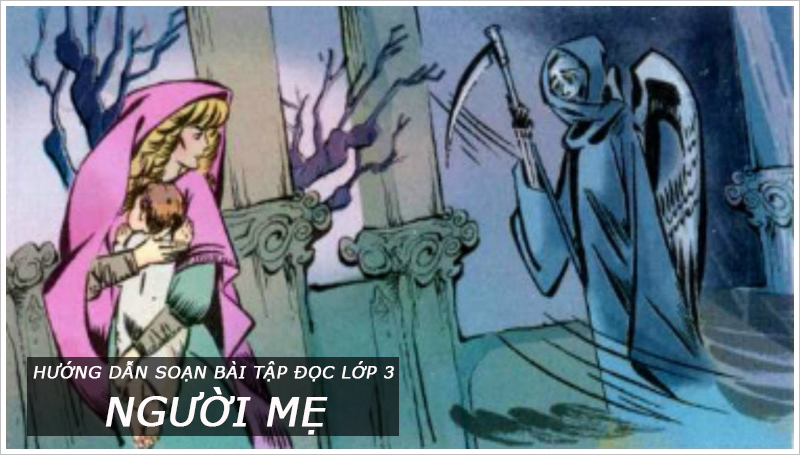 HƯỚNG DẪN SOẠN BÀI TẬP ĐỌC LỚP 3
NGƯỜI MẸ